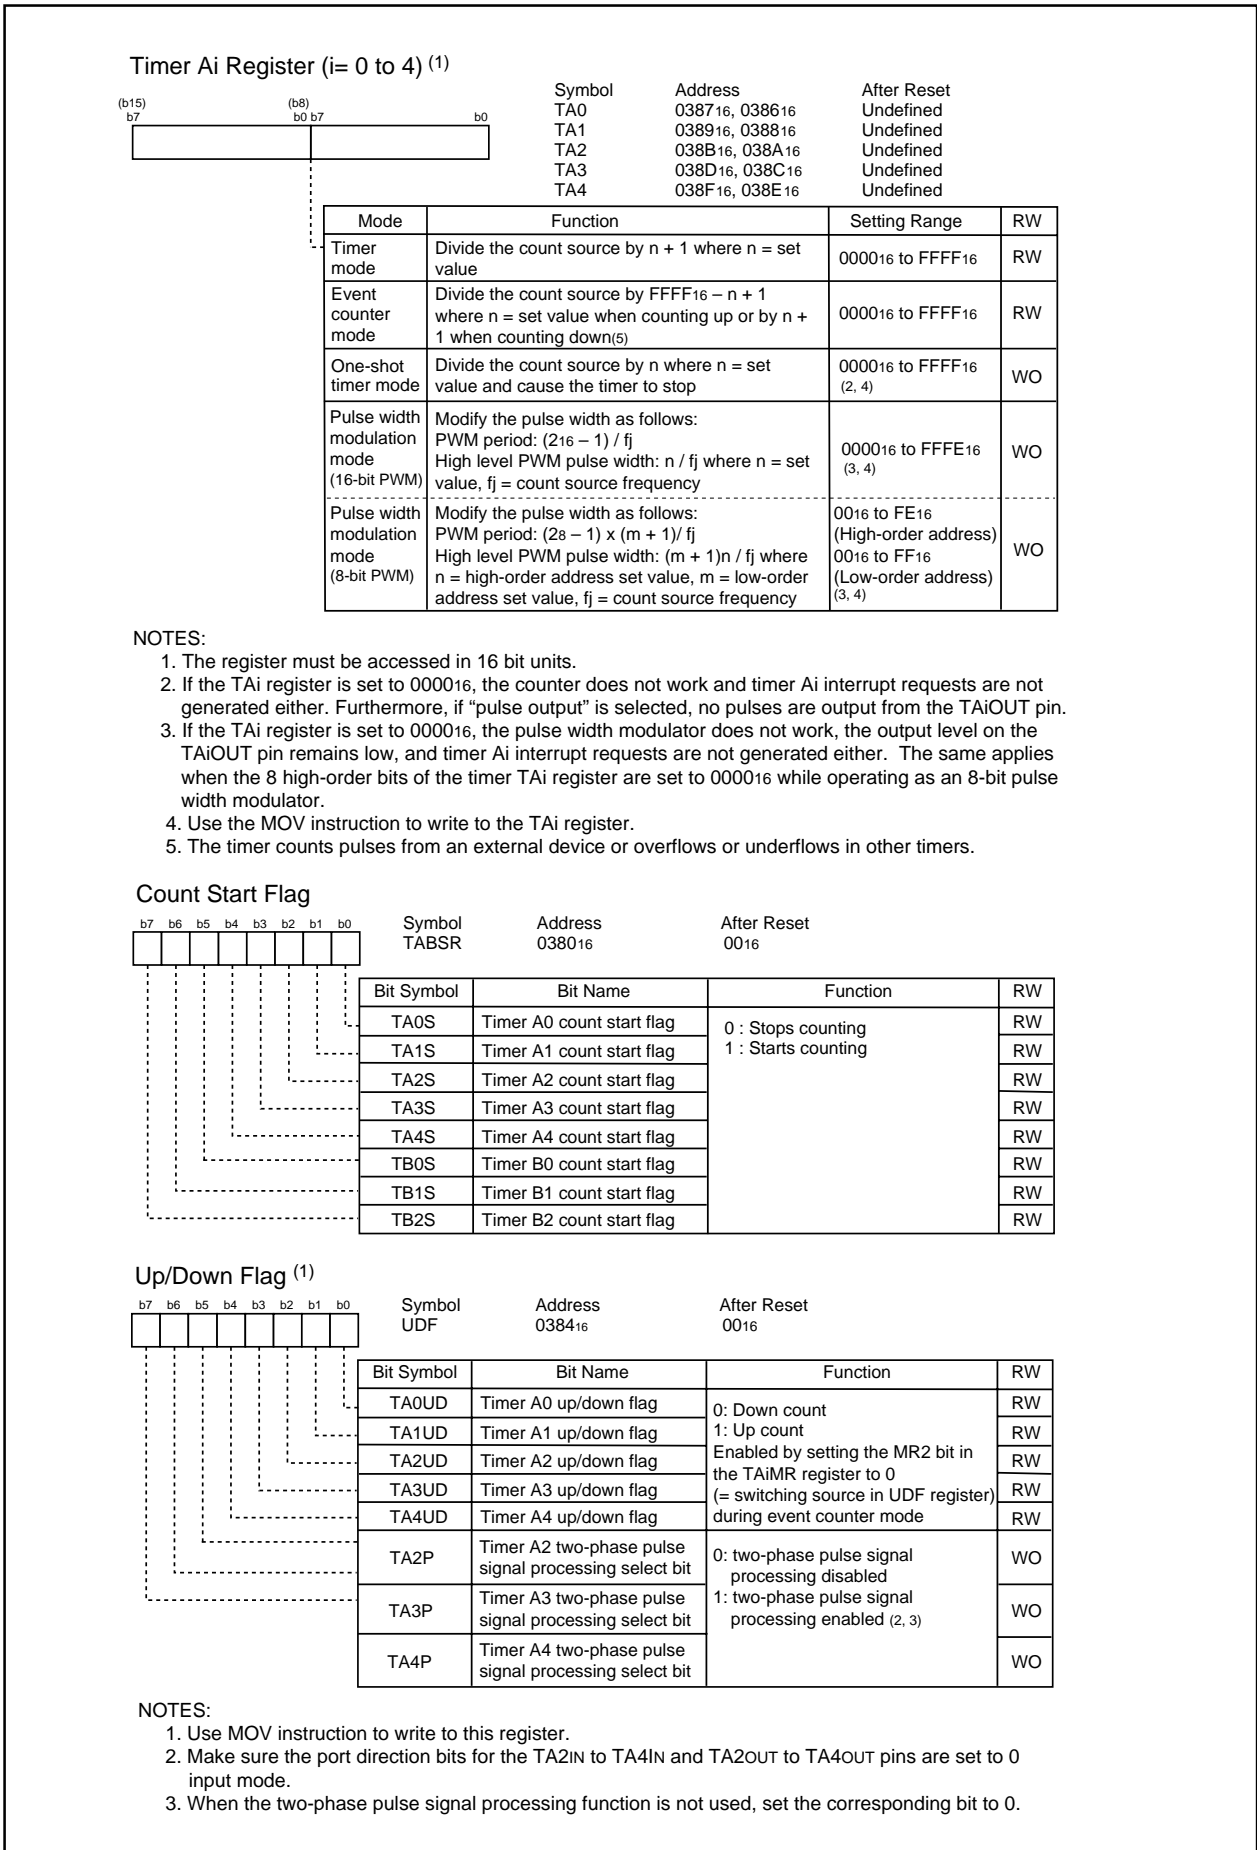 Timer Ai Register (i= 0 to 4) (1)
(b15) (b8)
b7 b0 b7 b0
Symbol Address After Reset
TA0 038716, 038616 Undefined
TA1 038916, 038816 Undefined
TA2 038B16, 038A16 Undefined
TA3 038D16, 038C16 Undefined
TA4 038F16, 038E16 Undefined
Mode Function Setting Range RW
Timer mode
Divide the count source by n + 1 where n = set
value
000016 to FFFF16 RW
Event
counter
mode
Divide the count source by FFFF16 – n + 1
where n = set value when counting up or by n +
1 when counting down(5)
000016 to FFFF16 RW
One-shot
timer mode
Divide the count source by n where n = set
value and cause the timer to stop
000016 to FFFF16
(2, 4)
WO
Pulse width
modulation
mode
(16-bit PWM)
Modify the pulse width as follows:
PWM period: (216 – 1) / fj
High level PWM pulse width: n / fj where n = set
value, fj = count source frequency
000016 to FFFE16
(3, 4)
WO
Pulse width
modulation
mode
(8-bit PWM)
Modify the pulse width as follows:
PWM period: (28 – 1) x (m + 1)/ fj
High level PWM pulse width: (m + 1)n / fj where
n = high-order address set value, m = low-order
address set value, fj = count source frequency
0016 to FE16
(High-order address)
0016 to FF16
(Low-order address)
(3, 4)
WO
NOTES:
1. The register must be accessed in 16 bit units.
2. If the TAi register is set to 000016, the counter does not work and timer Ai interrupt requests are not
generated either. Furthermore, if “pulse output” is selected, no pulses are output from the TAiOUT pin.
3. If the TAi register is set to 000016, the pulse width modulator does not work, the output level on the
TAiOUT pin remains low, and timer Ai interrupt requests are not generated either. The same applies
when the 8 high-order bits of the timer TAi register are set to 000016 while operating as an 8-bit pulse
width modulator.
4. Use the MOV instruction to write to the TAi register.
5. The timer counts pulses from an external device or overflows or underflows in other timers.
Count Start Flag
b7 b6 b5 b4 b3 b2 b1 b0
Symbol Address After Reset
TABSR 038016 0016
Bit Symbol Bit Name Function RW
TA0S Timer A0 count start flag RW
0 : Stops counting
1 : Starts counting
TA1S Timer A1 count start flag RW
TA2S Timer A2 count start flag RW
TA3S Timer A3 count start flag RW
TA4S Timer A4 count start flag RW
TB0S Timer B0 count start flag RW
TB1S Timer B1 count start flag RW
TB2S Timer B2 count start flag RW
Up/Down Flag (1)
b7 b6 b5 b4 b3 b2 b1 b0
Symbol Address After Reset
UDF 038416 0016
Bit Symbol Bit Name Function RW
TA0UD Timer A0 up/down flag RW
TA1UD Timer A1 up/down flag RW
TA2UD Timer A2 up/down flag RW
TA3UD Timer A3 up/down flag RW
TA4UD Timer A4 up/down flag RW
0: Down count
1: Up count
Enabled by setting the MR2 bit in
the TAiMR register to 0
(= switching source in UDF register)
during event counter mode
TA2P
Timer A2 two-phase pulse
signal processing select bit
WO
0: two-phase pulse signal
processing disabled
1: two-phase pulse signal
processing enabled (2, 3)
TA3P
Timer A3 two-phase pulse
signal processing select bit
WO
TA4P
Timer A4 two-phase pulse
signal processing select bit
WO
NOTES:
1. Use MOV instruction to write to this register.
2. Make sure the port direction bits for the TA2IN to TA4IN and TA2OUT to TA4OUT pins are set to 0
input mode.
3. When the two-phase pulse signal processing function is not used, set the corresponding bit to 0.